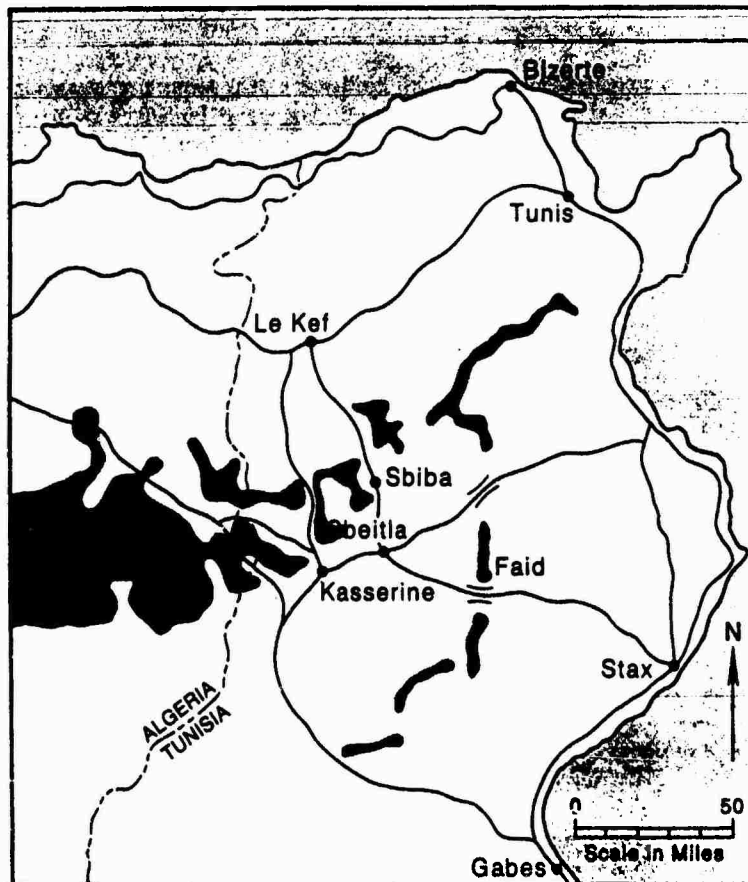 Bizerte
Tunis
Le Kef
Sbiba
Sbeitla
Faid
Kasserine
Stax
N
ALGERIA
TUNISIA
0 50
Scale in Miles
Gabes